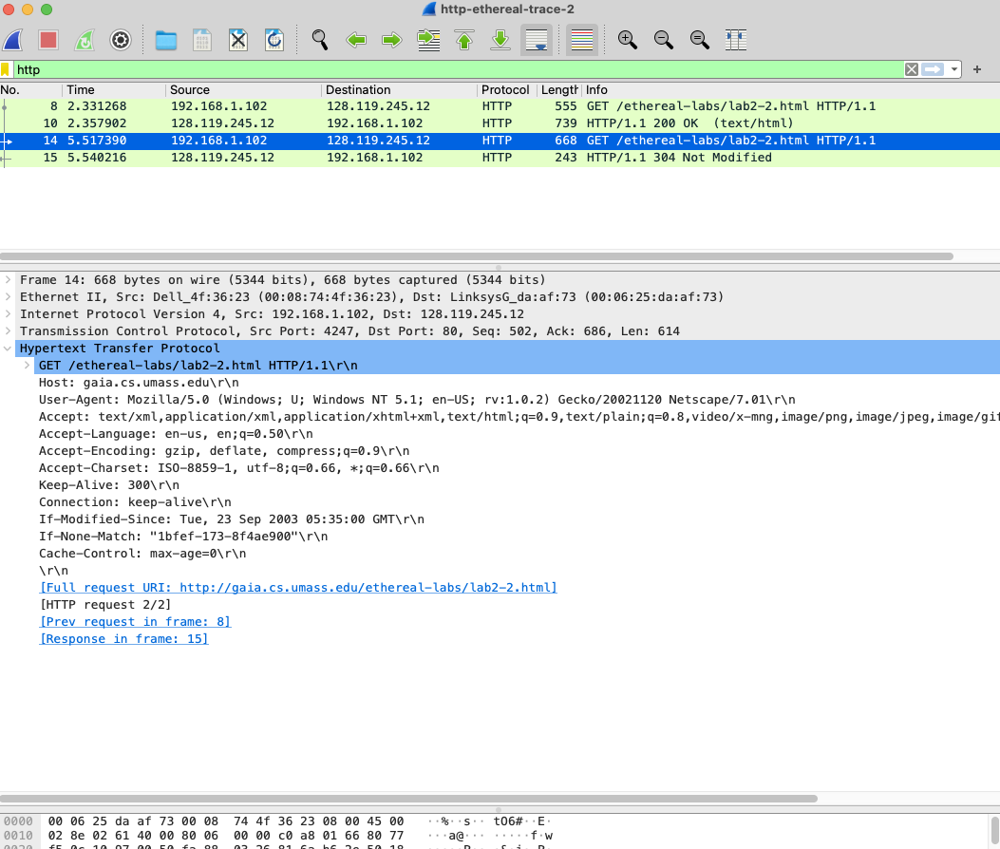 http-ethereal-trace-2
http
No. Time Source Destination Protocol Length Info
8 2.331268 192.168.1.102 128.119.245.12 HTTP 555 GET /ethereal-labs/lab2-2.html HTTP/1.1
10 2.357902 128.119.245.12 192.168.1.102 HTTP 739 HTTP/1.1 200 OK (text/html)
14 5.517390 192.168.1.102 128.119.245.12 HTTP 668 GET /ethereal-labs/lab2-2.html HTTP/1.1
15 5.540216 128.119.245.12 192.168.1.102 HTTP 243 HTTP/1.1 304 Not Modified
Frame 14: 668 bytes on wire (5344 bits), 668 bytes captured (5344 bits)
Ethernet II, Src: Dell_4f:36:23 (00:08:74:4f:36:23), Dst: LinksysG_da:af:73 (00:06:25:da:af:73)
Internet Protocol Version 4, Src: 192.168.1.102, Dst: 128.119.245.12
Transmission Control Protocol, Src Port: 4247, Dst Port: 80, Seq: 502, Ack: 686, Len: 614
Hypertext Transfer Protocol
GET /ethereal-labs/lab2-2.html HTTP/1.1\r\n
Host: gaia.cs.umass.edu\r\n
User-Agent: Mozilla/5.0 (Windows; U; Windows NT 5.1; en-US; rv:1.0.2) Gecko/20021120 Netscape/7.01\r\n
Accept: text/xml,application/xml,application/xhtml+xml,text/html;q=0.9,text/plain;q=0.8,video/x-mng,image/png,image/jpeg,image/gif
Accept-Language: en-us, en;q=0.50\r\n
Accept-Encoding: gzip, deflate, compress;q=0.9\r\n
Accept-Charset: ISO-8859-1, utf-8;q=0.66, *;q=0.66\r\n
Keep-Alive: 300\r\n
Connection: keep-alive\r\n
If-Modified-Since: Tue, 23 Sep 2003 05:35:00 GMT\r\n
If-None-Match: "1bfef-173-8f4ae900"\r\n
Cache-Control: max-age=0\r\n
\r\n
[Full request URI: http://gaia.cs.umass.edu/ethereal-labs/lab2-2.html]
[HTTP request 2/2]
[Prev request in frame: 8]
[Response in frame: 15]
0000 00 06 25 da af 73 00 08 74 4f 36 23 08 00 45 00 ··%··s·· tO6#··E·
0010 02 8e 02 61 40 00 80 06 00 00 c0 a8 01 66 80 77 ···a@··· ·····f·w